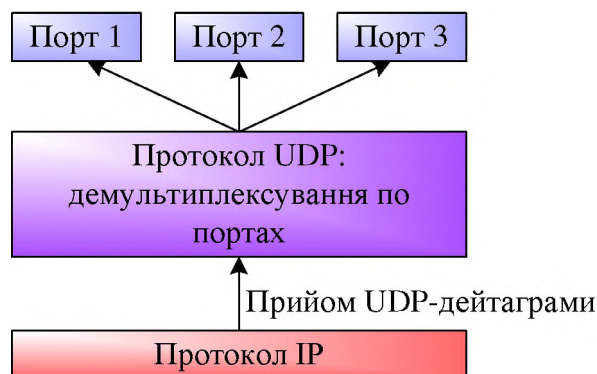 Порт 1
Порт 2
Порт 3
Протокол UDP:
демультиплексування по
портах
Прийом UDP-дейтаграми
Протокол IP